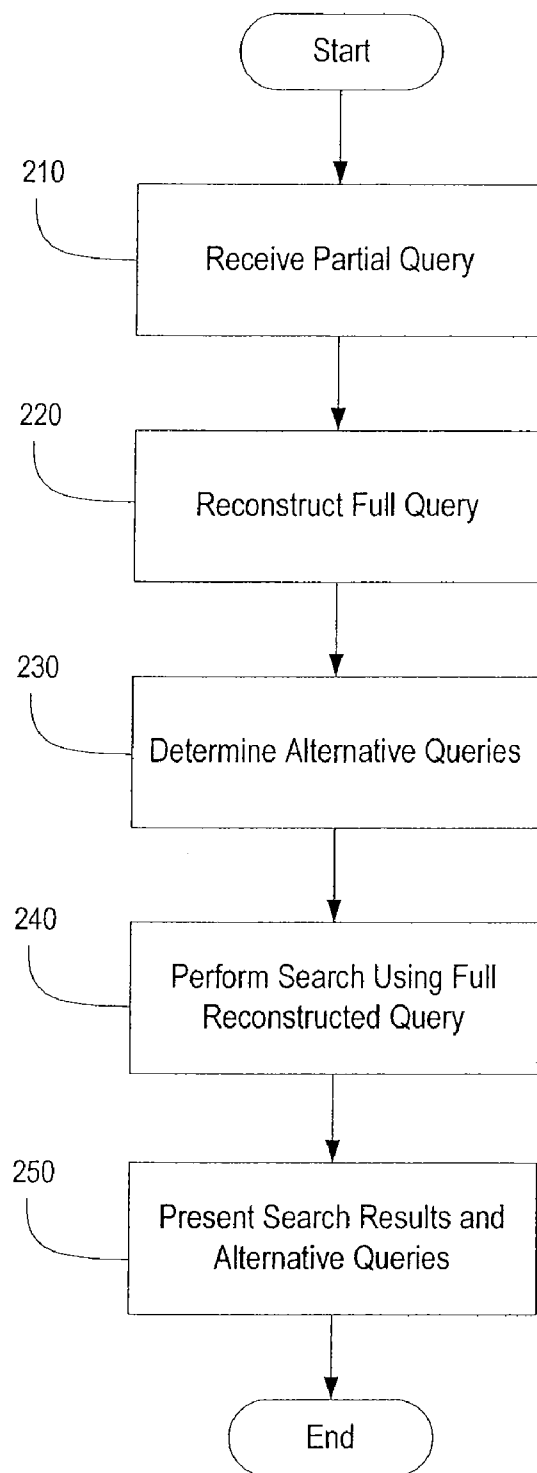 Start
210
Receive Partial Query
220
Reconstruct Full Query
230
Determine Alternative Queries
240
Perform Search Using Full
Reconstructed Query
250
Present Search Results and
Alternative Queries
End